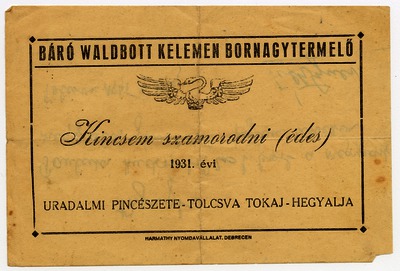 BÁRÓ WALDBOTT KELEMEN BORNAGYTERMELŐ
Kincsem szamorodni (édes)
1931. évi
URADALMI PINCÉSZETE - TOLCSVA TOKAJ - HEGYALJA
HARMATHY NYOMDAVÁLLALAT, DEBRECEN